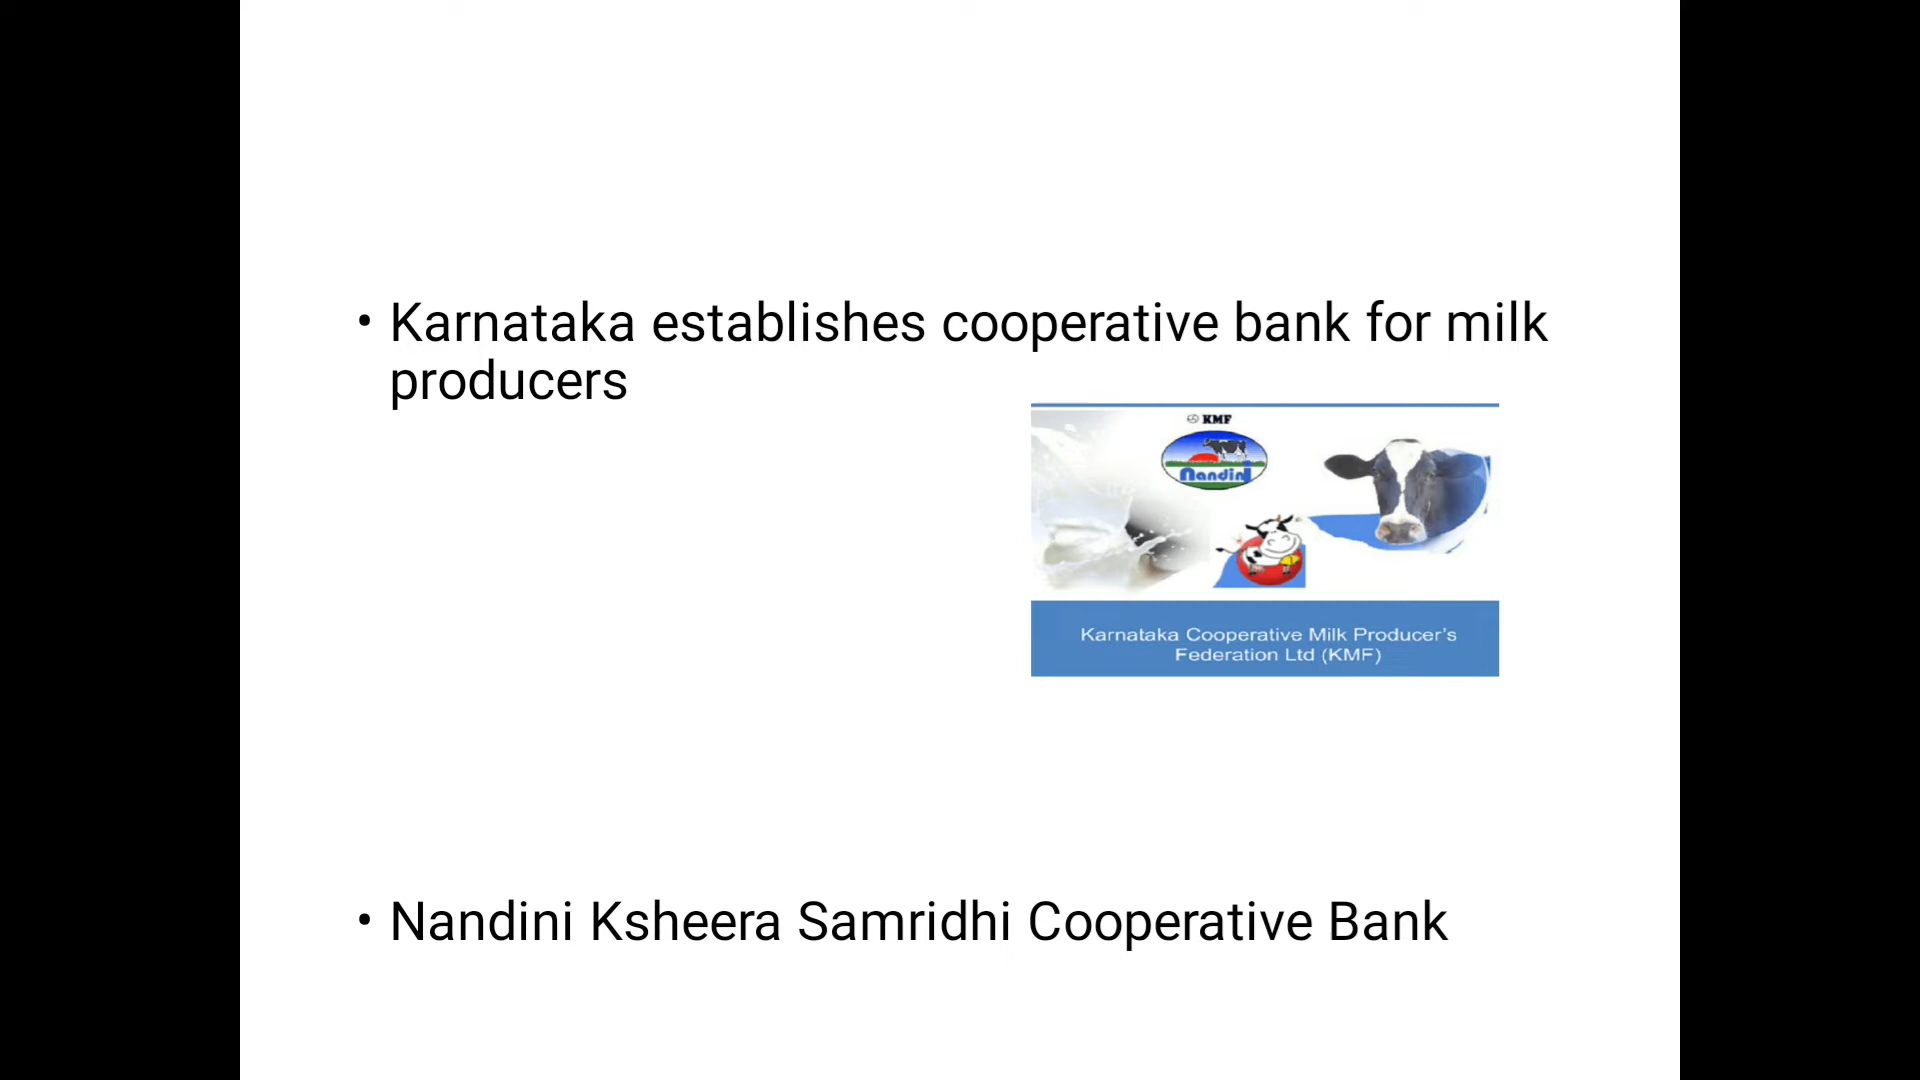 • Karnataka establishes cooperative bank for milk
producers
KMF
Nandini
Karnataka Cooperative Milk Producer’s
Federation Ltd (KMF)
• Nandini Ksheera Samridhi Cooperative Bank